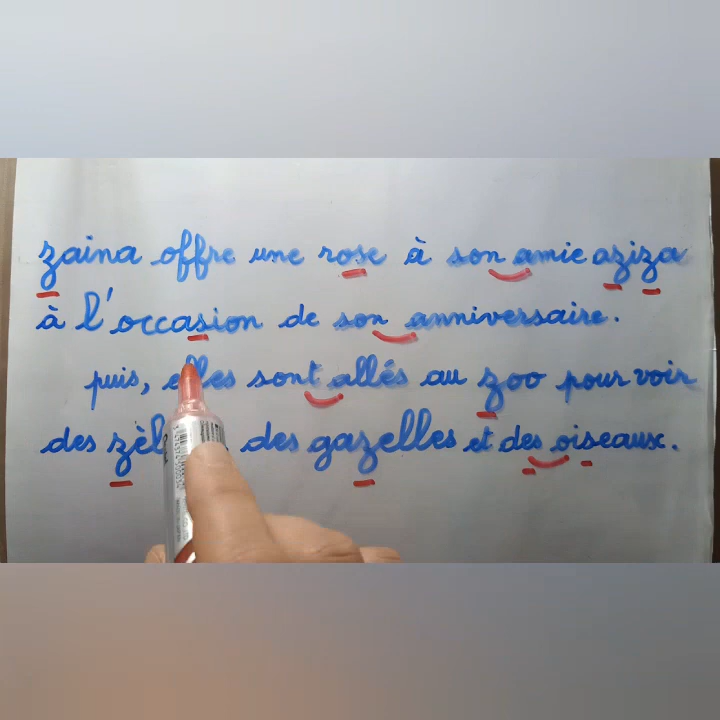 zaina offre une rose à son amie aziza
à l'occasion de son anniversaire.
puis, elles sont allés au zoo pour voir
des des gazelles et des oiseaux.